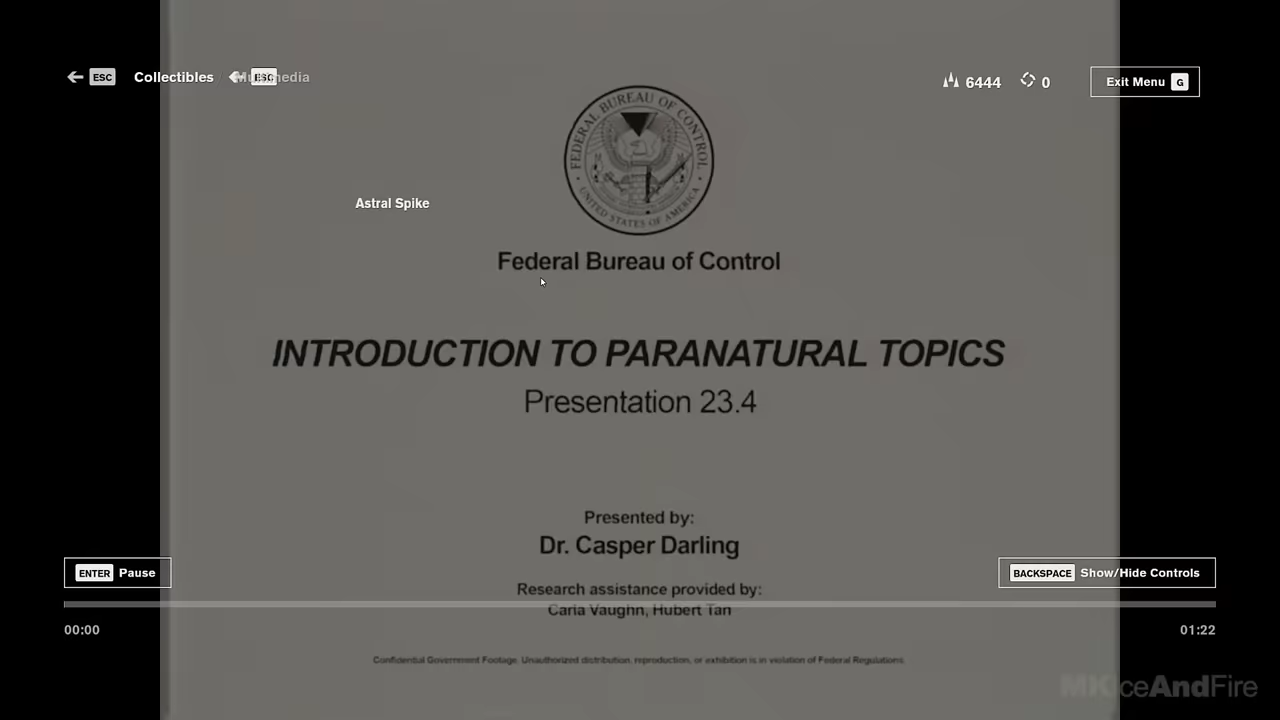 ESC Collectibles / Multimedia ESC
6444 0
Exit Menu G
FEDERAL BUREAU OF CONTROL
UNITED STATES OF AMERICA
Astral Spike
Federal Bureau of Control
INTRODUCTION TO PARANATURAL TOPICS
Presentation 23.4
Presented by:
Dr. Casper Darling
ENTER Pause
BACKSPACE Show/Hide Controls
Research assistance provided by:
Carla Vaughn, Hubert Tan
00:00
01:22
Confidential Government Footage. Unauthorized distribution, reproduction, or exhibition is in violation of Federal Regulations.
MKIceAndFire